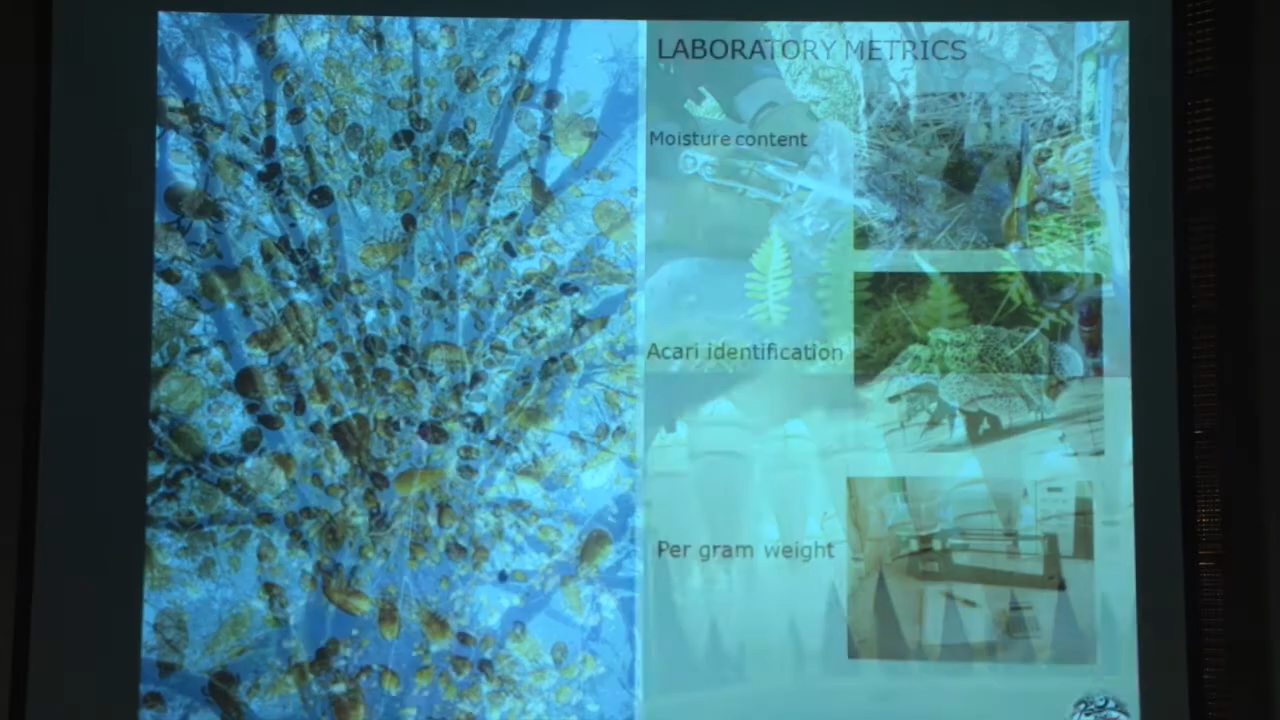 LABORATORY METRICS
Moisture content
Acari identification
Per gram weight